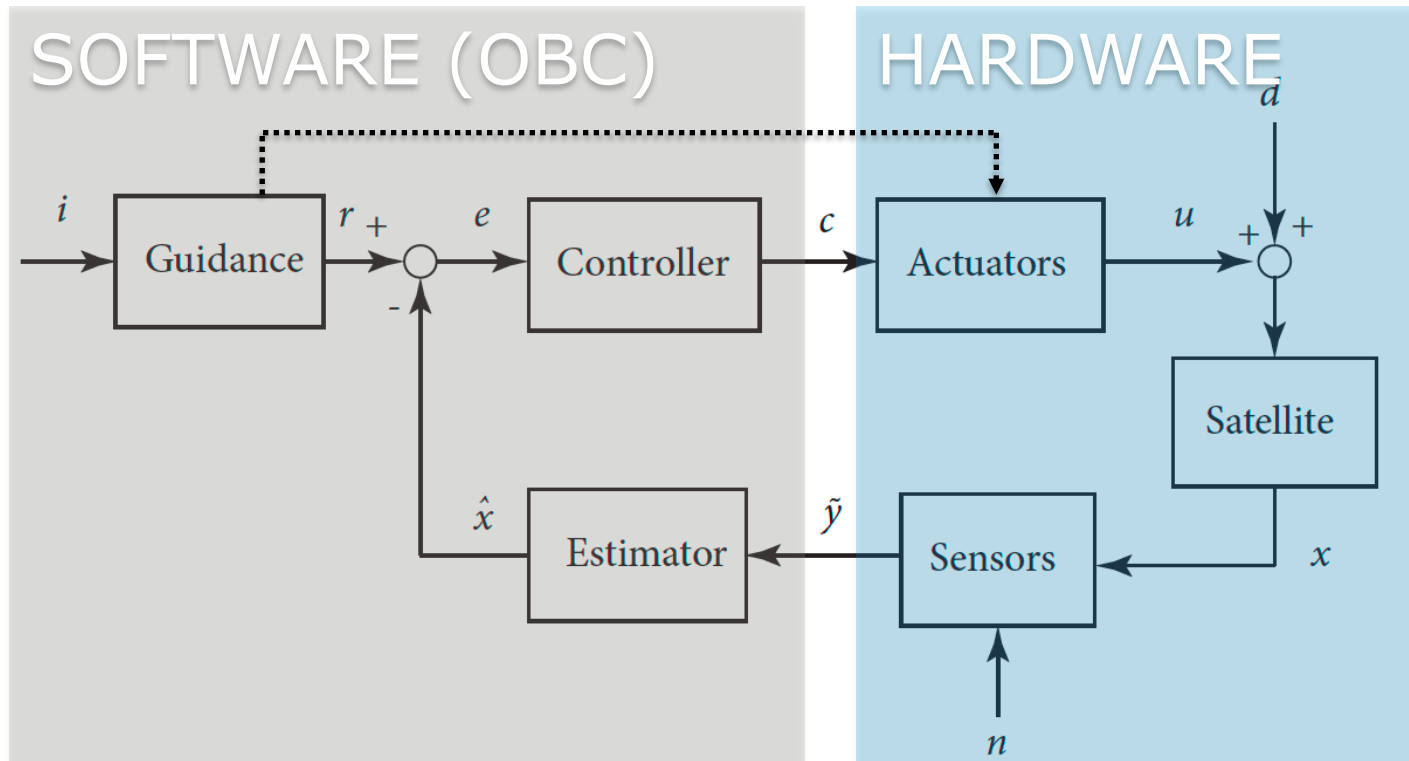 SOFTWARE (OBC)
HARDWARE
d
i
Guidance
r
+
e
Controller
c
Actuators
u
+
+
-
Satellite
x̂
Estimator
ỹ
Sensors
x
n